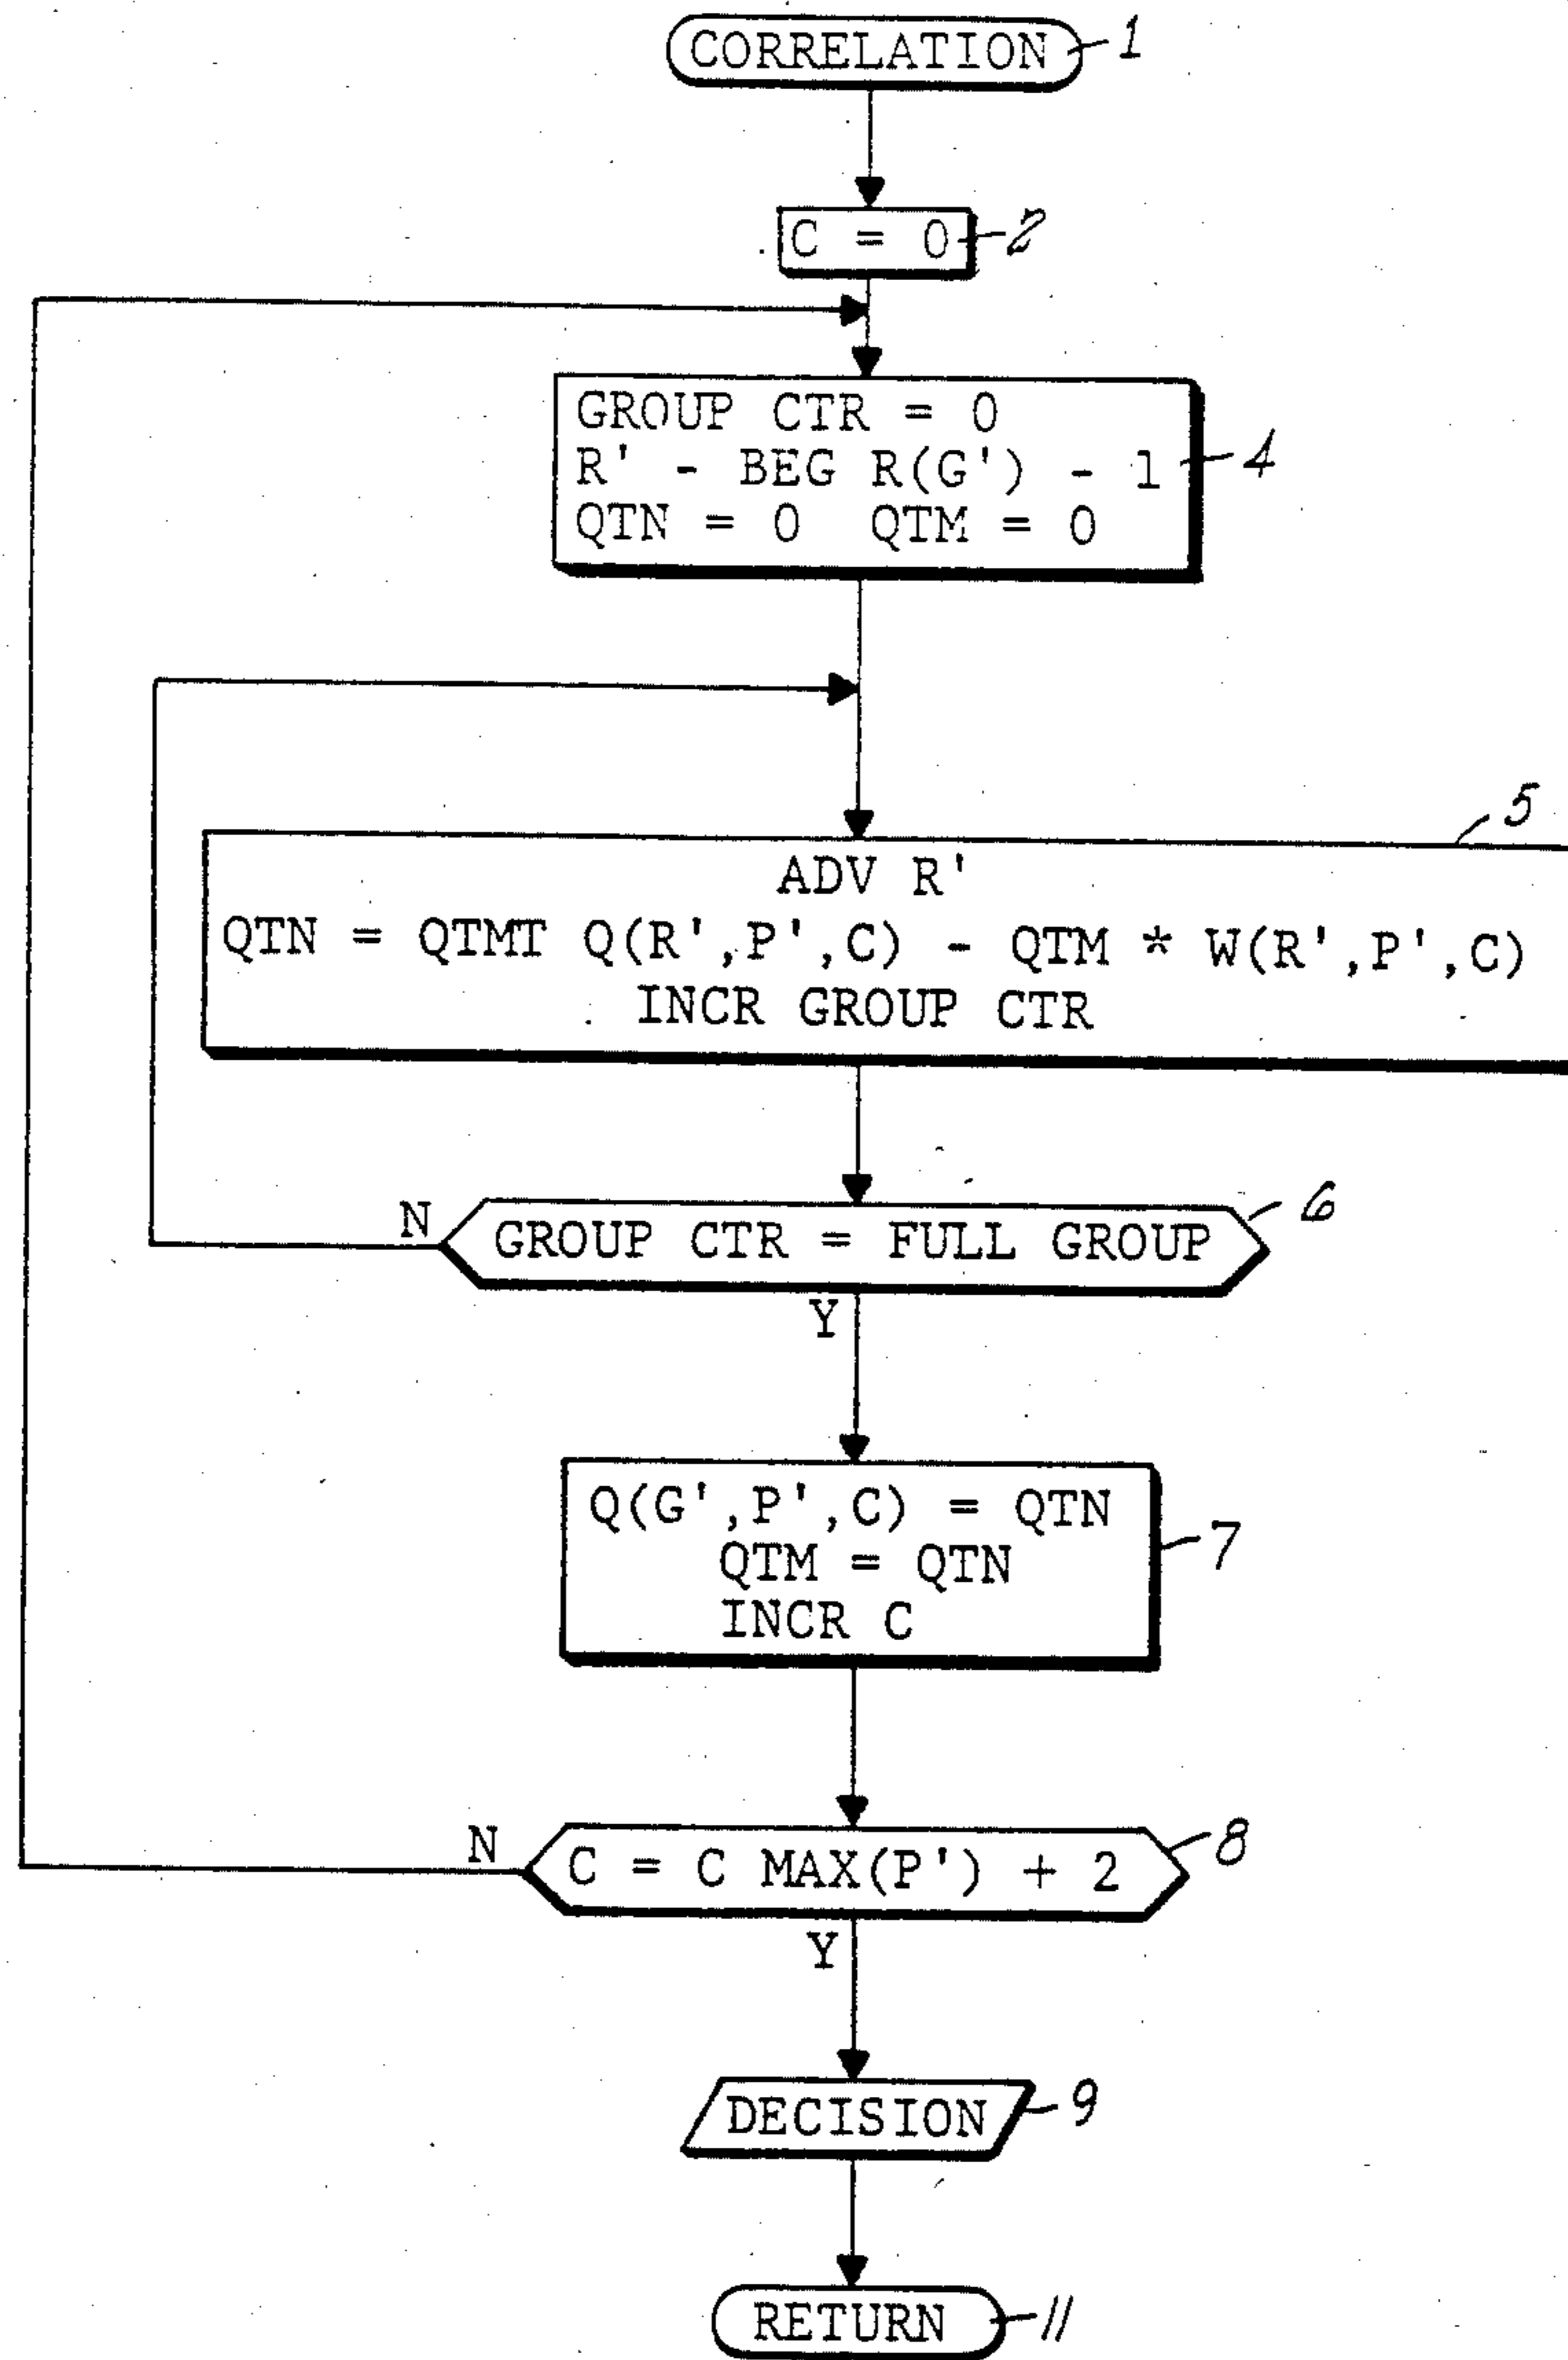 CORRELATION 1
C = 0 2
GROUP CTR = 0
R' - BEG R(G') - 1 4
QTN = 0 QTM = 0
5
ADV R'
QTN = QTMT Q(R',P',C) - QTM * W(R',P',C)
INCR GROUP CTR
N GROUP CTR = FULL GROUP 6
Y
Q(G',P',C) = QTN
QTM = QTN 7
INCR C
N C = C MAX(P') + 2 8
Y
DECISION 9
RETURN 11